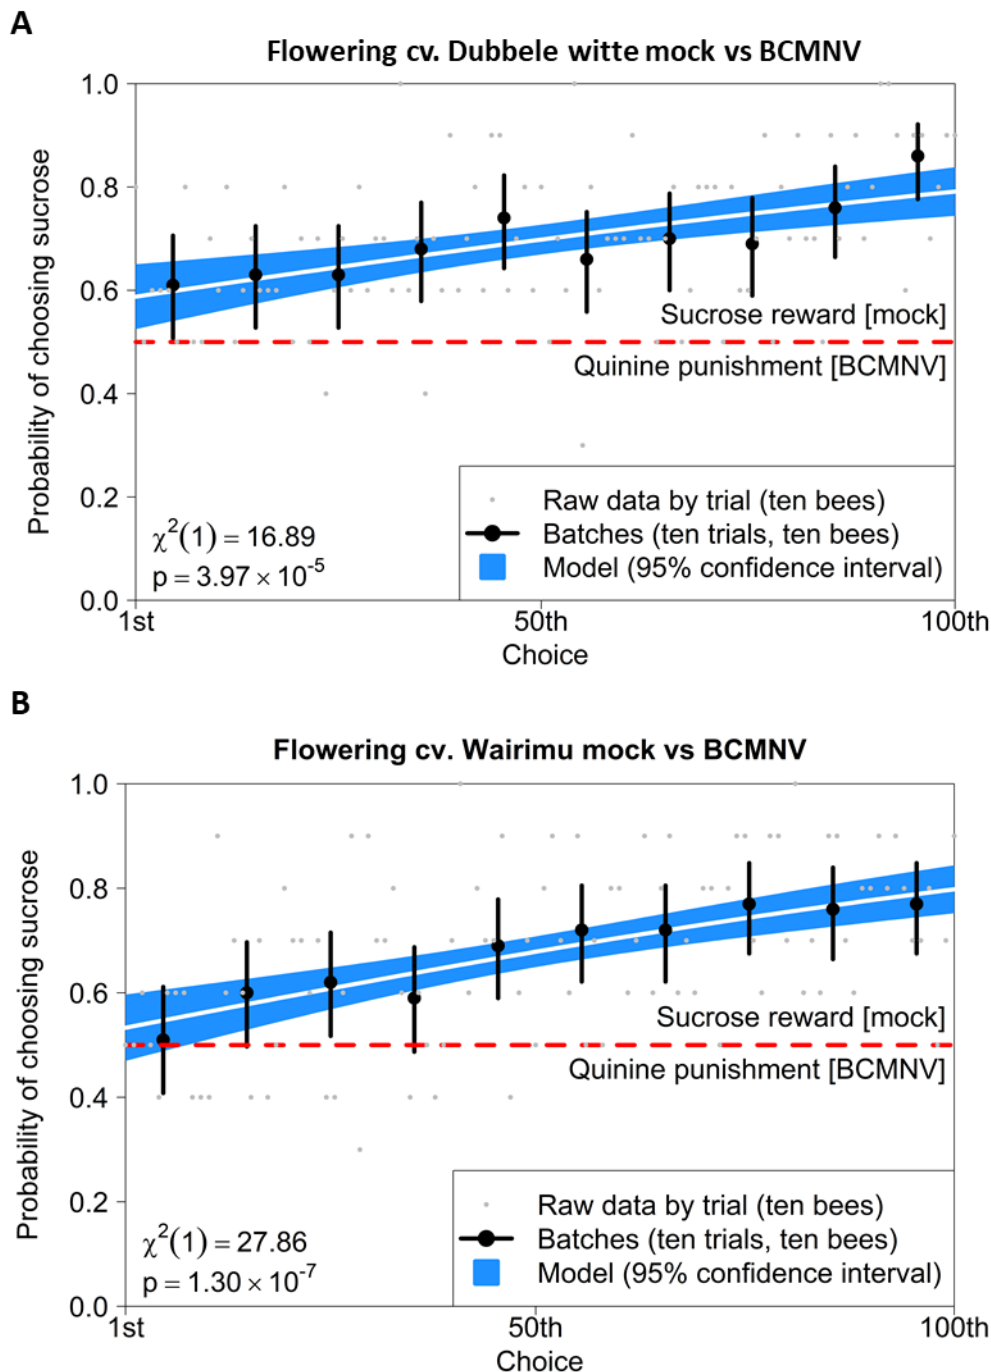 A
Flowering cv. Dubbele witte mock vs BCMNV
Probability of choosing sucrose
1.0
0.8
0.6
0.4
0.2
0.0
Sucrose reward [mock]
Quinine punishment [BCMNV]
Raw data by trial (ten bees)
Batches (ten trials, ten bees)
Model (95% confidence interval)
χ²(1) = 16.89
p = 3.97 × 10⁻⁵
1st
50th
100th
Choice
B
Flowering cv. Wairimu mock vs BCMNV
Probability of choosing sucrose
1.0
0.8
0.6
0.4
0.2
0.0
Sucrose reward [mock]
Quinine punishment [BCMNV]
Raw data by trial (ten bees)
Batches (ten trials, ten bees)
Model (95% confidence interval)
χ²(1) = 27.86
p = 1.30 × 10⁻⁷
1st
50th
100th
Choice